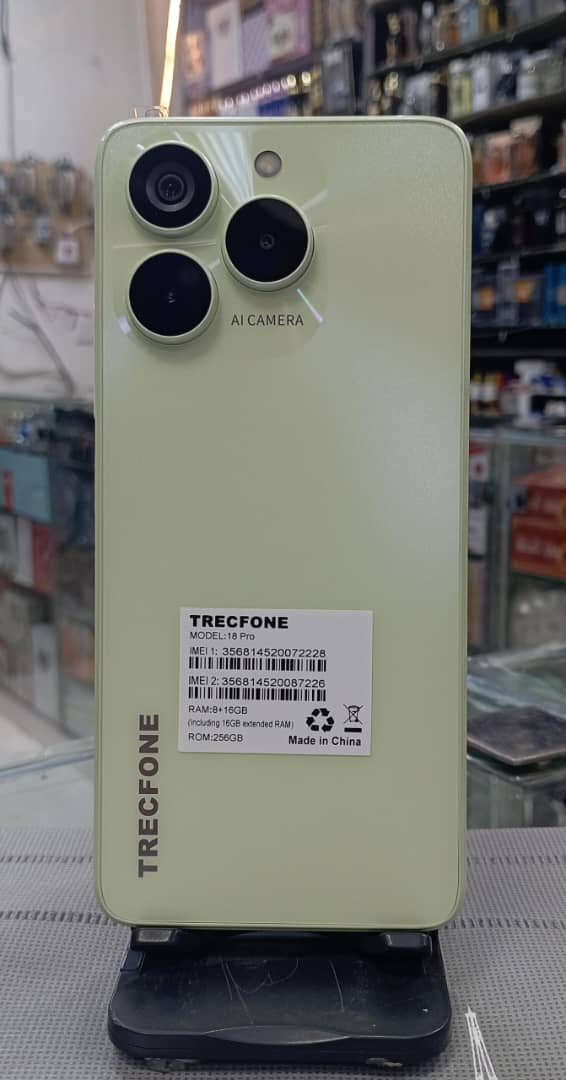 AI CAMERA
TRECFONE
MODEL:18 Pro
IMEI 1: 356814520072228
IMEI 2: 356814520087226
RAM:8+16GB
(Including 16GB extended RAM)
ROM:256GB
Made in China
TRECFONE